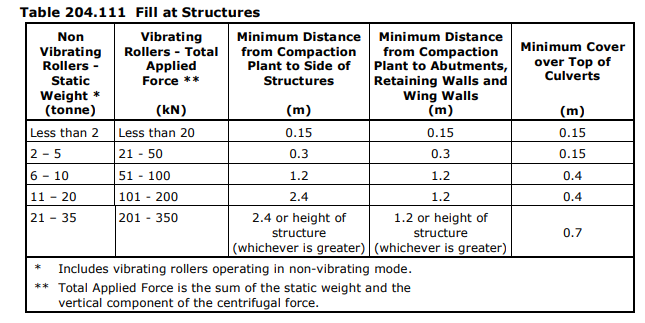 Table 204.111 Fill at Structures
Non Vibrating Rollers - Static Weight * (tonne) | Vibrating Rollers - Total Applied Force ** (kN) | Minimum Distance from Compaction Plant to Side of Structures (m) | Minimum Distance from Compaction Plant to Abutments, Retaining Walls and Wing Walls (m) | Minimum Cover over Top of Culverts (m)
Less than 2 | Less than 20 | 0.15 | 0.15 | 0.15
2 – 5 | 21 - 50 | 0.3 | 0.3 | 0.15
6 – 10 | 51 - 100 | 1.2 | 1.2 | 0.4
11 – 20 | 101 - 200 | 2.4 | 1.2 | 0.4
21 – 35 | 201 - 350 | 2.4 or height of structure (whichever is greater) | 1.2 or height of structure (whichever is greater) | 0.7
* Includes vibrating rollers operating in non-vibrating mode.
** Total Applied Force is the sum of the static weight and the
vertical component of the centrifugal force.